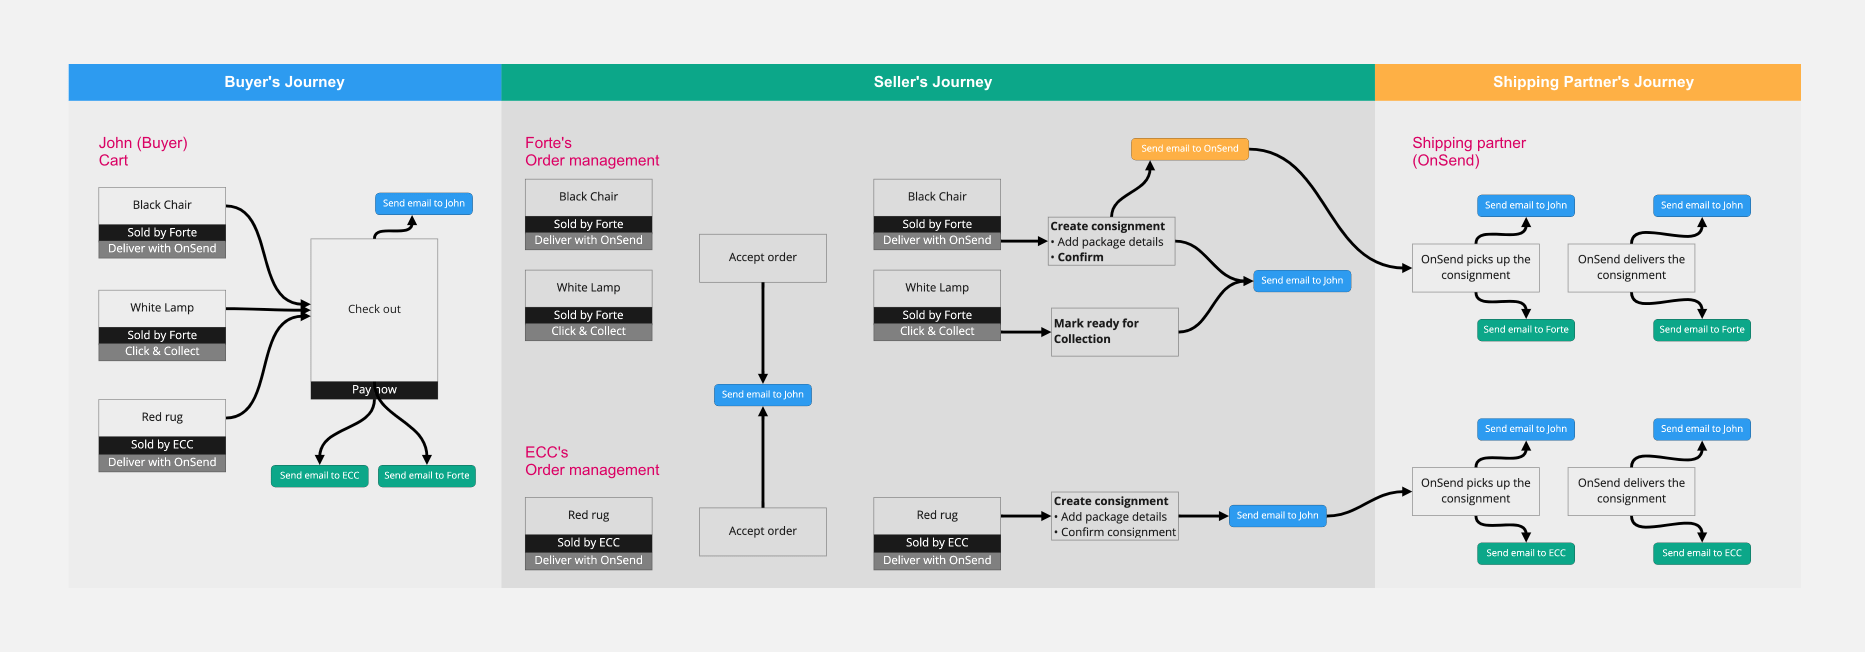 Buyer's Journey
Seller's Journey
Shipping Partner's Journey
John (Buyer)
Cart
Black Chair
Sold by Forte
Deliver with OnSend
White Lamp
Sold by Forte
Click & Collect
Red rug
Sold by ECC
Deliver with OnSend
Send email to John
Check out
Pay now
Send email to ECC
Send email to Forte
Forte's
Order management
Black Chair
Sold by Forte
Deliver with OnSend
White Lamp
Sold by Forte
Click & Collect
Accept order
Send email to John
ECC's
Order management
Red rug
Sold by ECC
Deliver with OnSend
Accept order
Black Chair
Sold by Forte
Deliver with OnSend
White Lamp
Sold by Forte
Click & Collect
Send email to OnSend
Create consignment
• Add package details
• Confirm
Mark ready for
Collection
Send email to John
Red rug
Sold by ECC
Deliver with OnSend
Create consignment
• Add package details
• Confirm consignment
Send email to John
Shipping partner
(OnSend)
Send email to John
OnSend picks up the
consignment
Send email to Forte
Send email to John
OnSend delivers the
consignment
Send email to Forte
Send email to John
OnSend picks up the
consignment
Send email to ECC
Send email to John
OnSend delivers the
consignment
Send email to ECC